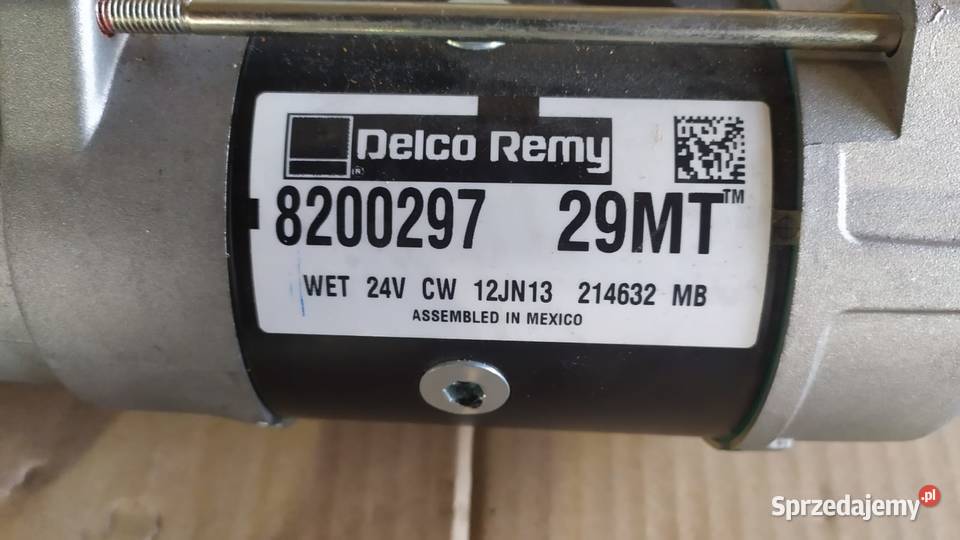 Delco Remy
8200297 29MT™
WET 24V CW 12JN13 214632 MB
ASSEMBLED IN MEXICO
Sprzedajemy.pl